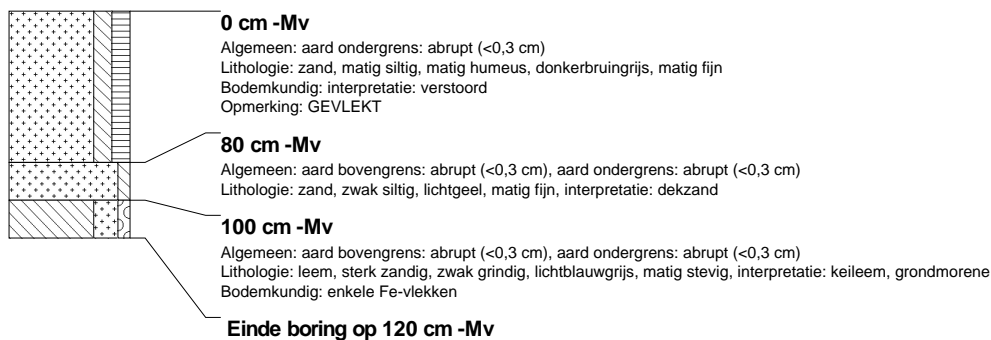 0 cm -Mv
Algemeen: aard ondergrens: abrupt (<0,3 cm)
Lithologie: zand, matig siltig, matig humeus, donkerbruingrijs, matig fijn
Bodemkundig: interpretatie: verstoord
Opmerking: GEVLEKT
80 cm -Mv
Algemeen: aard bovengrens: abrupt (<0,3 cm), aard ondergrens: abrupt (<0,3 cm)
Lithologie: zand, zwak siltig, lichtgeel, matig fijn, interpretatie: dekzand
100 cm -Mv
Algemeen: aard bovengrens: abrupt (<0,3 cm), aard ondergrens: abrupt (<0,3 cm)
Lithologie: leem, sterk zandig, zwak grindig, lichtblauwgrijs, matig stevig, interpretatie: keileem, grondmorene
Bodemkundig: enkele Fe-vlekken
Einde boring op 120 cm -Mv